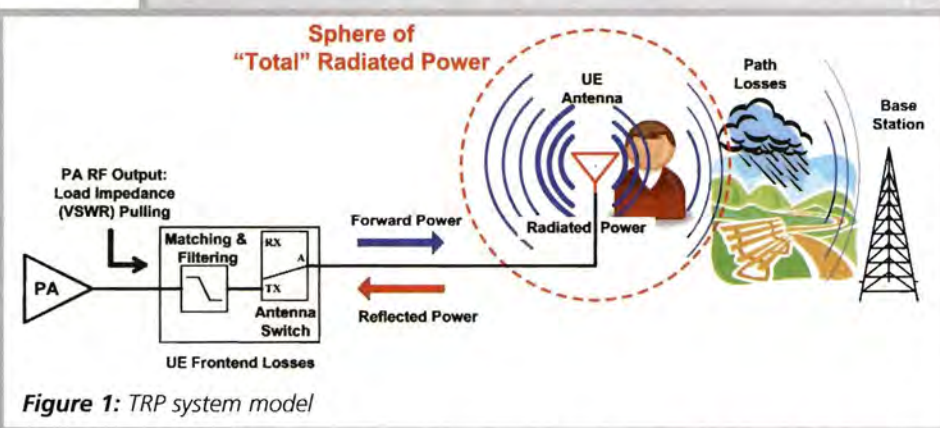 Sphere of
"Total" Radiated Power
UE
Antenna
Path
Losses
Base
Station
PA RF Output:
Load Impedance
(VSWR) Pulling
Matching &
Filtering
RX
A
TX
Antenna
Switch
PA
Forward Power
Radiated Power
Reflected Power
UE Frontend Losses
Figure 1: TRP system model